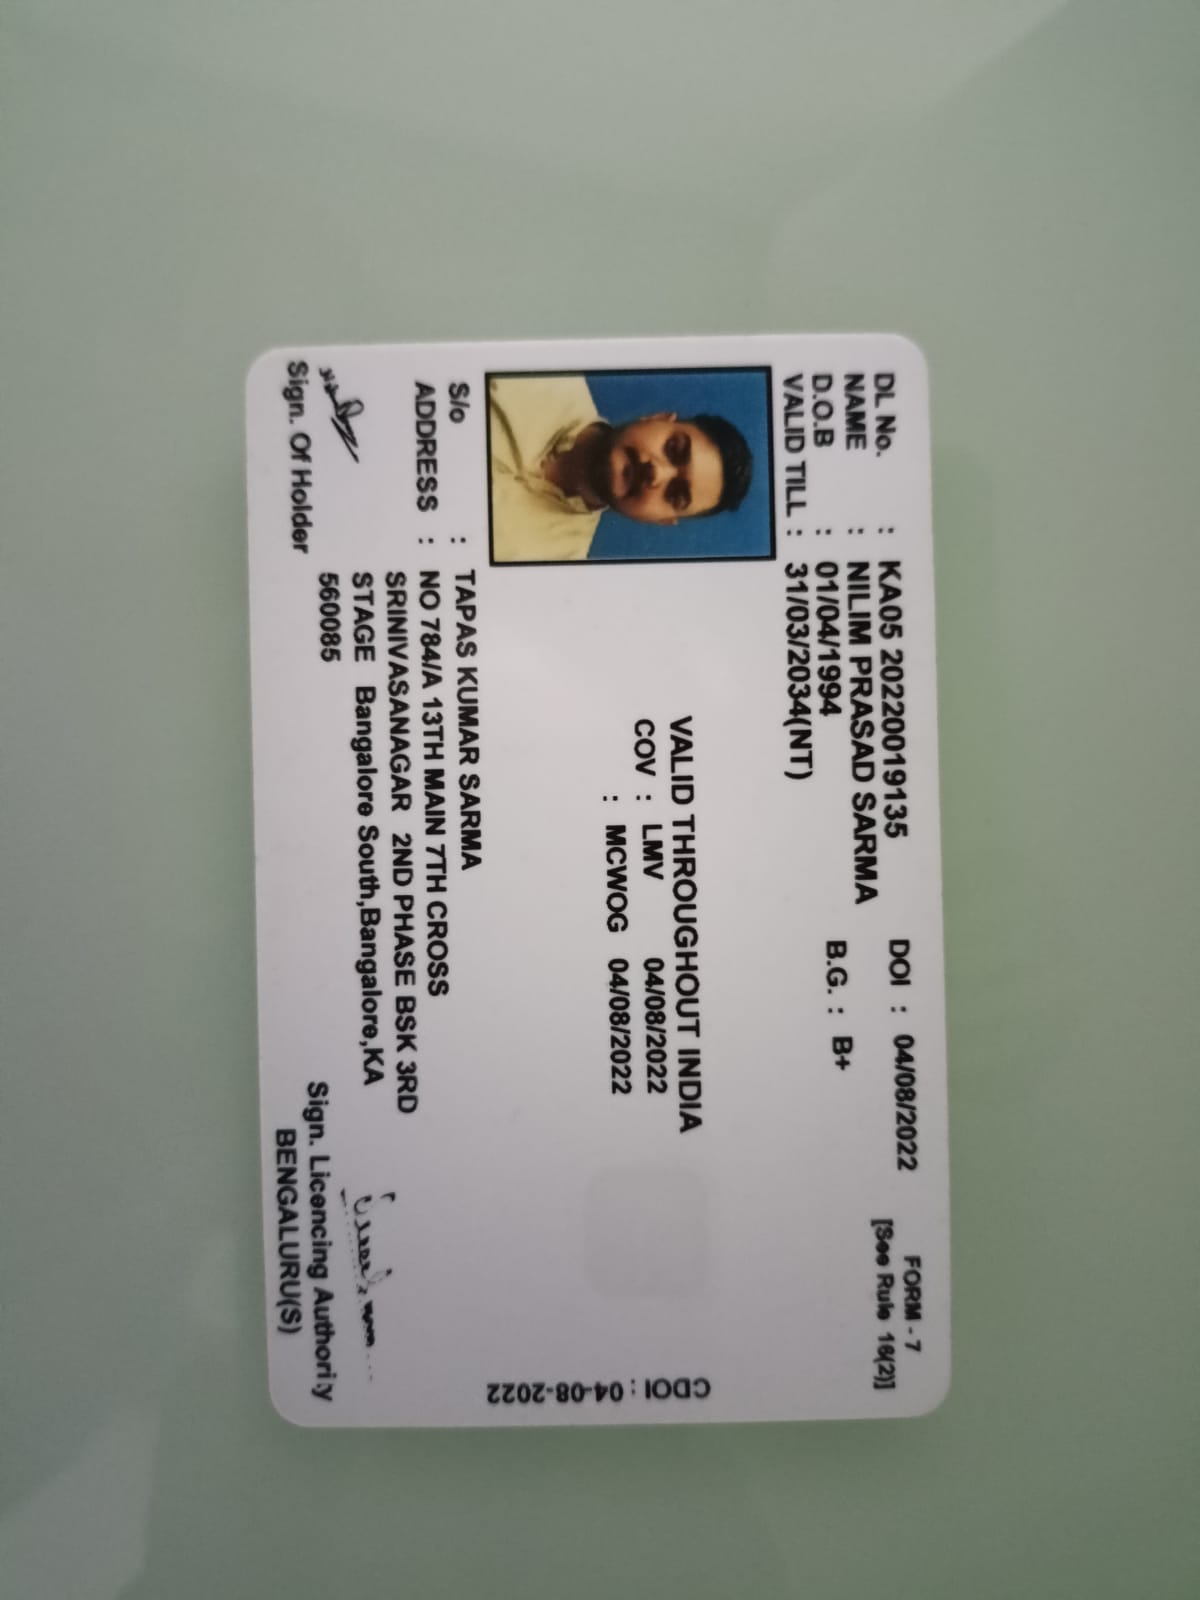 FORM - 7
DL No. : KA05 20220019135 DOI : 04/08/2022 [See Rule 16(2)]
NAME : NILIM PRASAD SARMA
D.O.B : 01/04/1994 B.G. : B+
VALID TILL : 31/03/2034(NT)
VALID THROUGHOUT INDIA
COV : LMV 04/08/2022
: MCWOG 04/08/2022
CDOI : 04-08-2022
S/o : TAPAS KUMAR SARMA
ADDRESS : NO 784/A 13TH MAIN 7TH CROSS
SRINIVASANAGAR 2ND PHASE BSK 3RD
STAGE Bangalore South,Bangalore,KA
560085
Sign. Of Holder
Sign. Licencing Authority
BENGALURU(S)